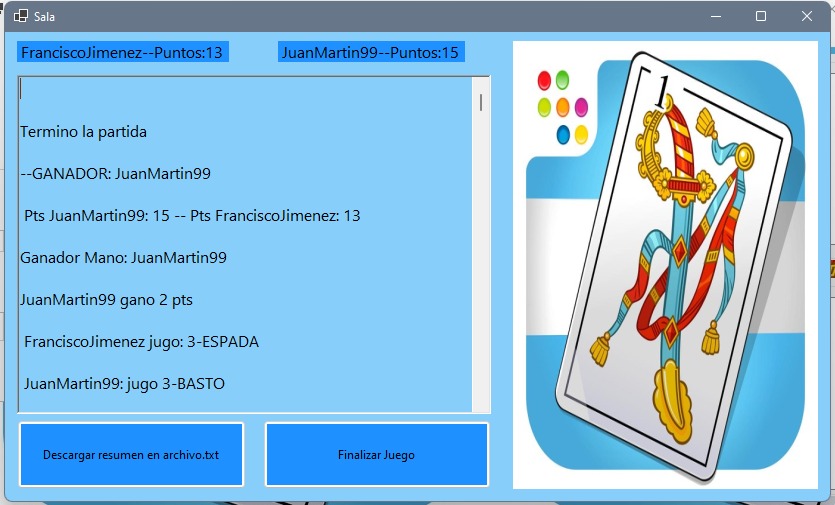 Sala
FranciscoJimenez--Puntos:13
JuanMartin99--Puntos:15
Termino la partida
--GANADOR: JuanMartin99
Pts JuanMartin99: 15 -- Pts FranciscoJimenez: 13
Ganador Mano: JuanMartin99
JuanMartin99 gano 2 pts
FranciscoJimenez jugo: 3-ESPADA
JuanMartin99: jugo 3-BASTO
Descargar resumen en archivo.txt
Finalizar Juego
1